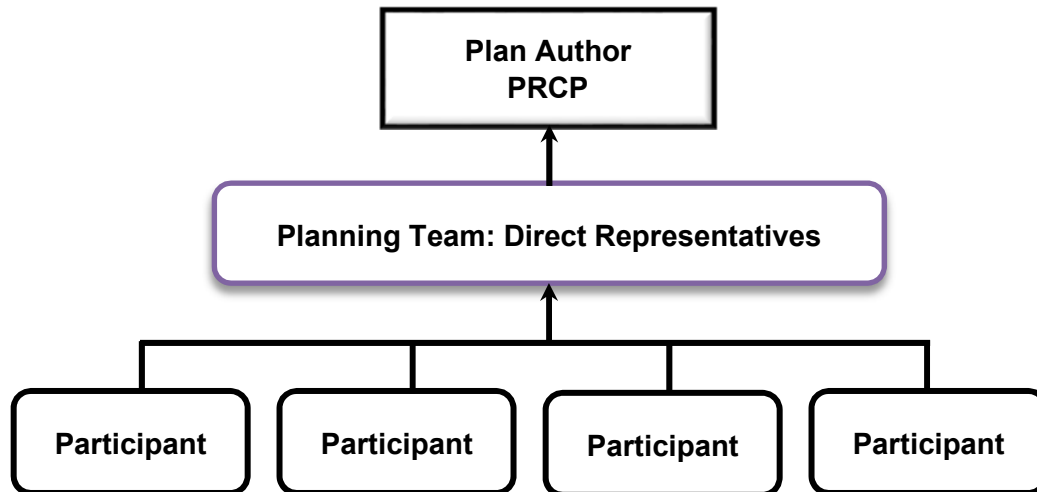 Plan Author
PRCP
Planning Team: Direct Representatives
Participant
Participant
Participant
Participant